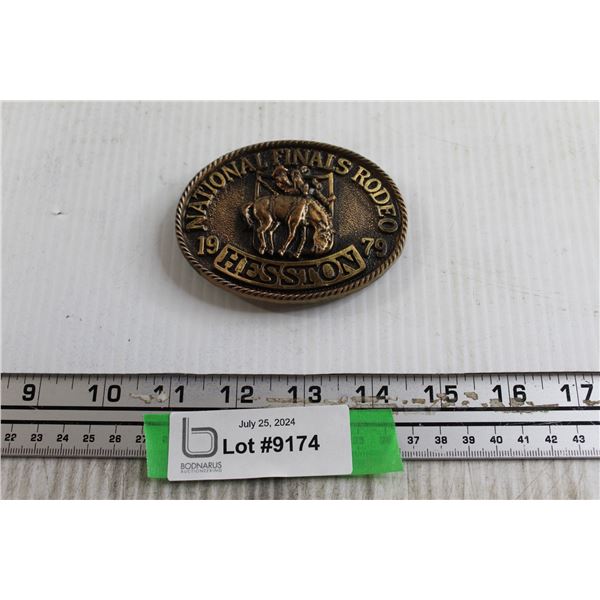 NATIONAL FINALS RODEO
19 79
HESSTON
9 10 11 12 13 14 15 16 17
22 23 24 25 26 27 37 38 39 40 41 42 43
July 25, 2024
Lot #9174
b
BODNARUS
AUCTIONEERING